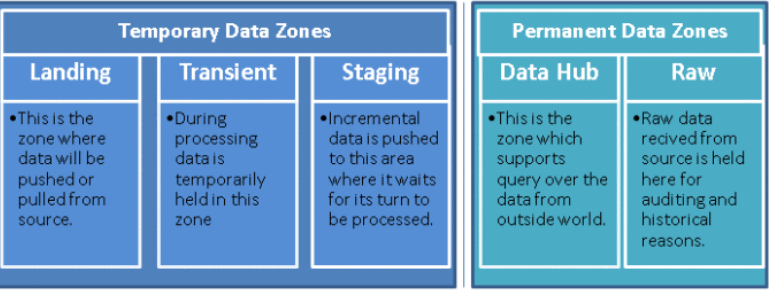 Temporary Data Zones
Landing
•This is the
zone where
data will be
pushed or
pulled from
source.
Transient
•During
processing
data is
temporarily
held in this
zone
Staging
•Incremental
data is pushed
to this area
where it waits
for its turn to
be processed.
Permanent Data Zones
Data Hub
•This is the
zone which
supports
query over the
data from
outside world.
Raw
•Raw data
recived from
source is held
here for
auditing and
historical
reasons.